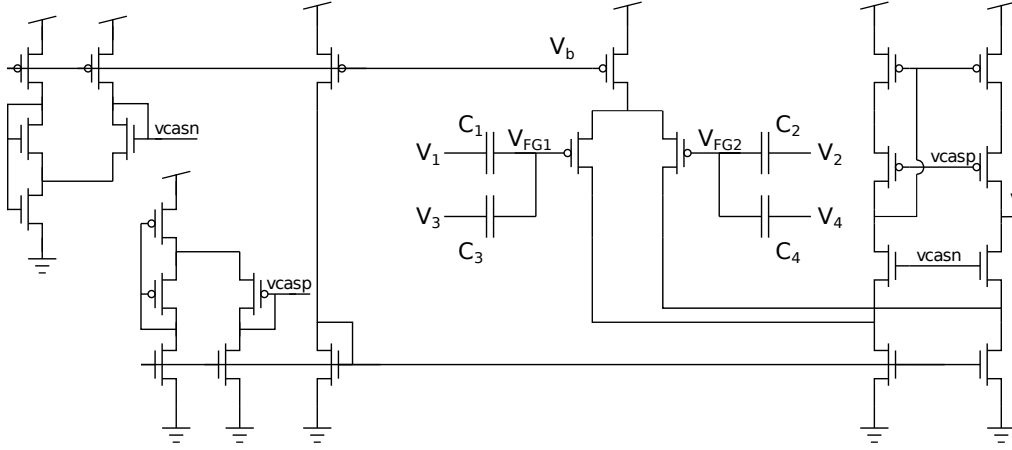 V_b
C_1
C_2
vcasn
V_1
V_FG1
V_FG2
V_2
vcasp
V_3
V_4
C_3
C_4
vcasn
vcasp